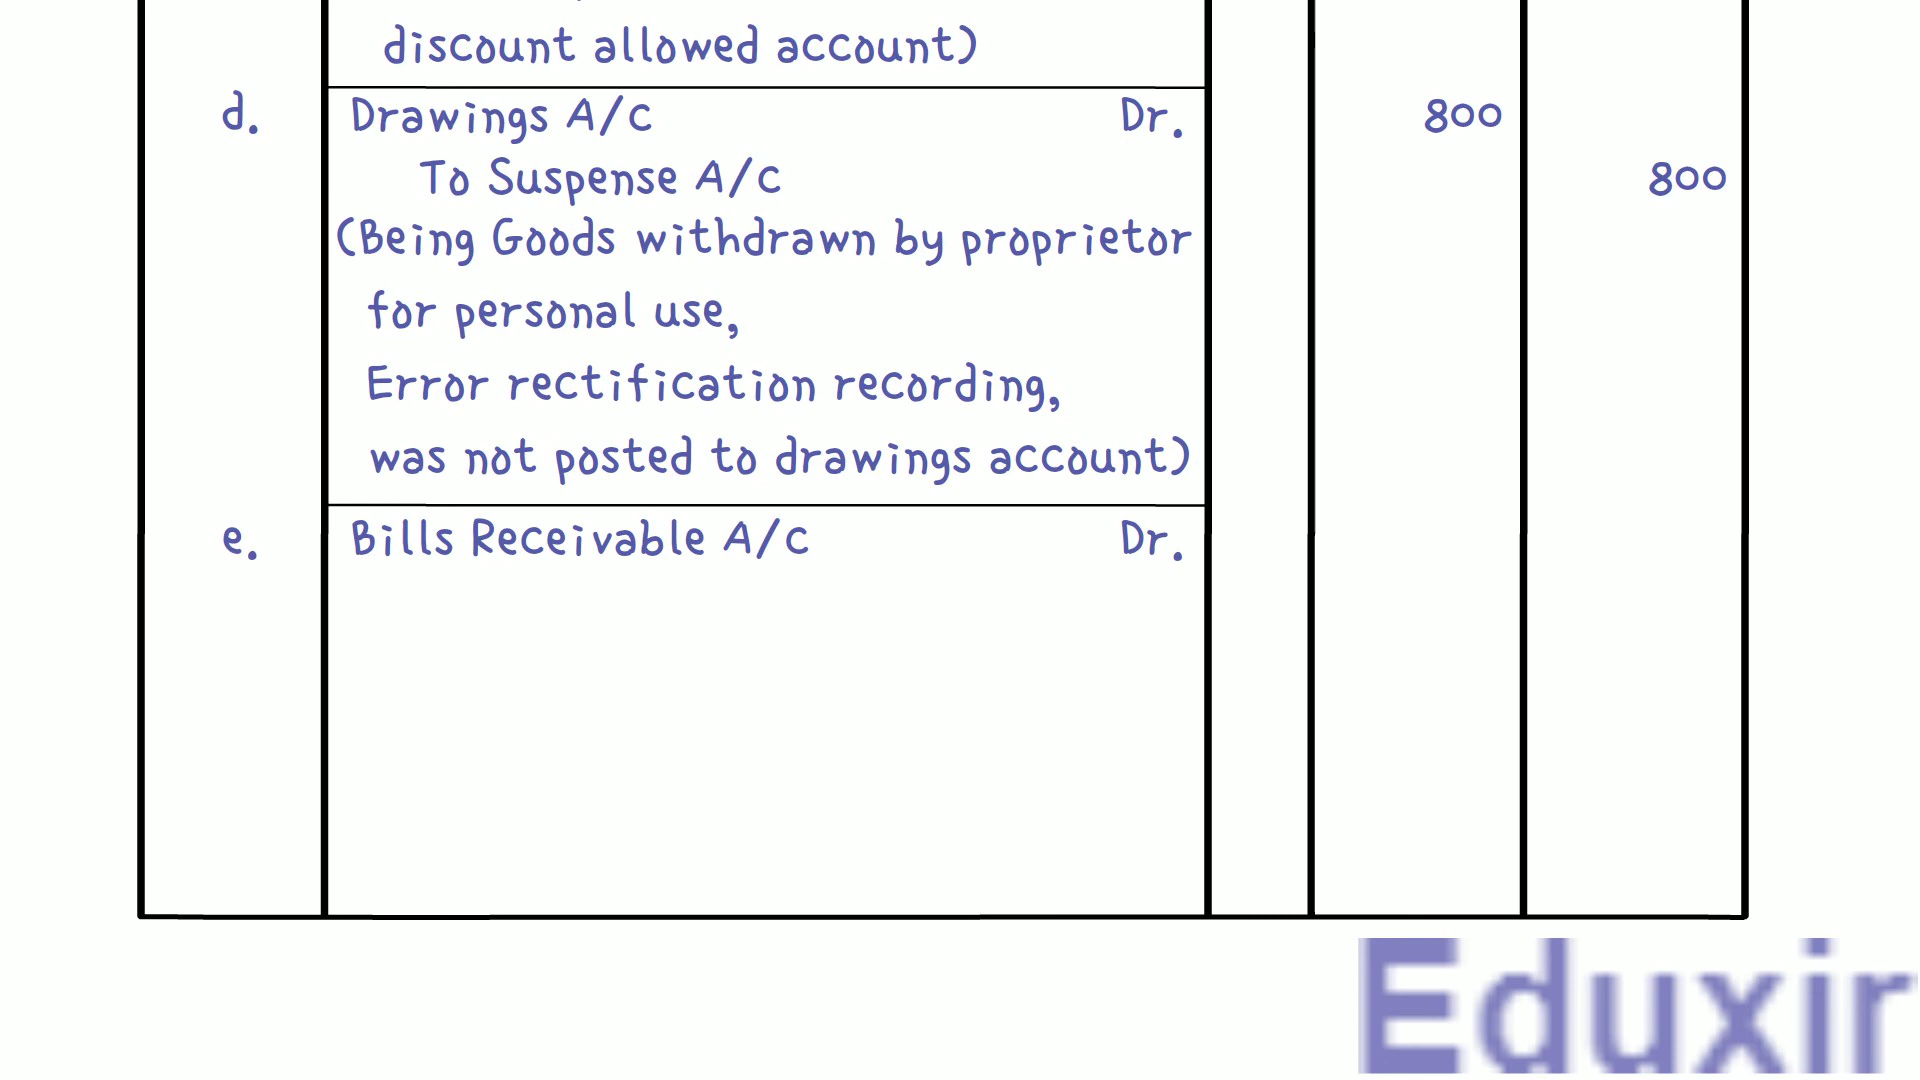 discount allowed account)
d. Drawings A/c Dr. 800
To Suspense A/c 800
(Being Goods withdrawn by proprietor
for personal use,
Error rectification recording,
was not posted to drawings account)
e. Bills Receivable A/c Dr.
Eduxir